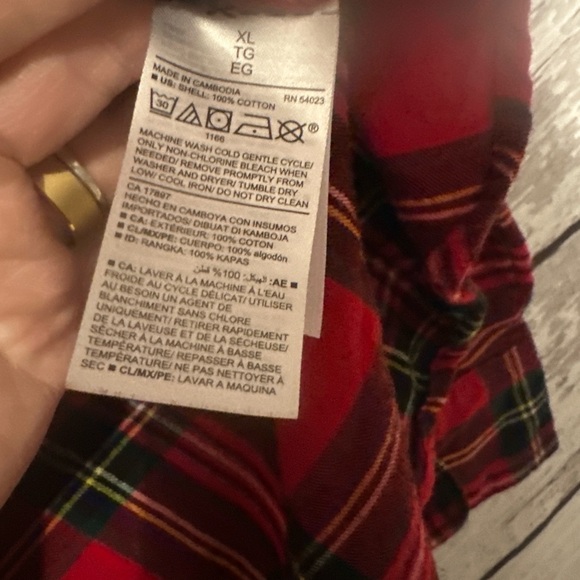 XL
TG
EG
MADE IN CAMBODIA
■ US: SHELL: 100% COTTON RN 54023
30
®
1166
MACHINE WASH COLD GENTLE CYCLE/
ONLY NON-CHLORINE BLEACH WHEN
NEEDED/ REMOVE PROMPTLY FROM
WASHER AND DRYER/ TUMBLE DRY
LOW/ COOL IRON/ DO NOT DRY CLEAN
CA 17897
HECHO EN CAMBOYA CON INSUMOS
IMPORTADOS/ DIBUAT DI KAMBOJA
■ CA: EXTÉRIEUR: 100% COTON
■ CL/MX/PE: CUERPO: 100% algodón
■ ID: RANGKA: 100% KAPAS
■ AE: الهيكل: 100% قطن
■ CA: LAVER À LA MACHINE À L'EAU
FROIDE AU CYCLE DÉLICAT/ UTILISER
AU BESOIN UN AGENT DE
BLANCHIMENT SANS CHLORE
UNIQUEMENT/ RETIRER RAPIDEMENT
DE LA LAVEUSE ET DE LA SÉCHEUSE/
SÉCHER À LA MACHINE À BASSE
TEMPÉRATURE/ REPASSER À BASSE
TEMPÉRATURE/ NE PAS NETTOYER À
SEC ■ CL/MX/PE: LAVAR A MAQUINA